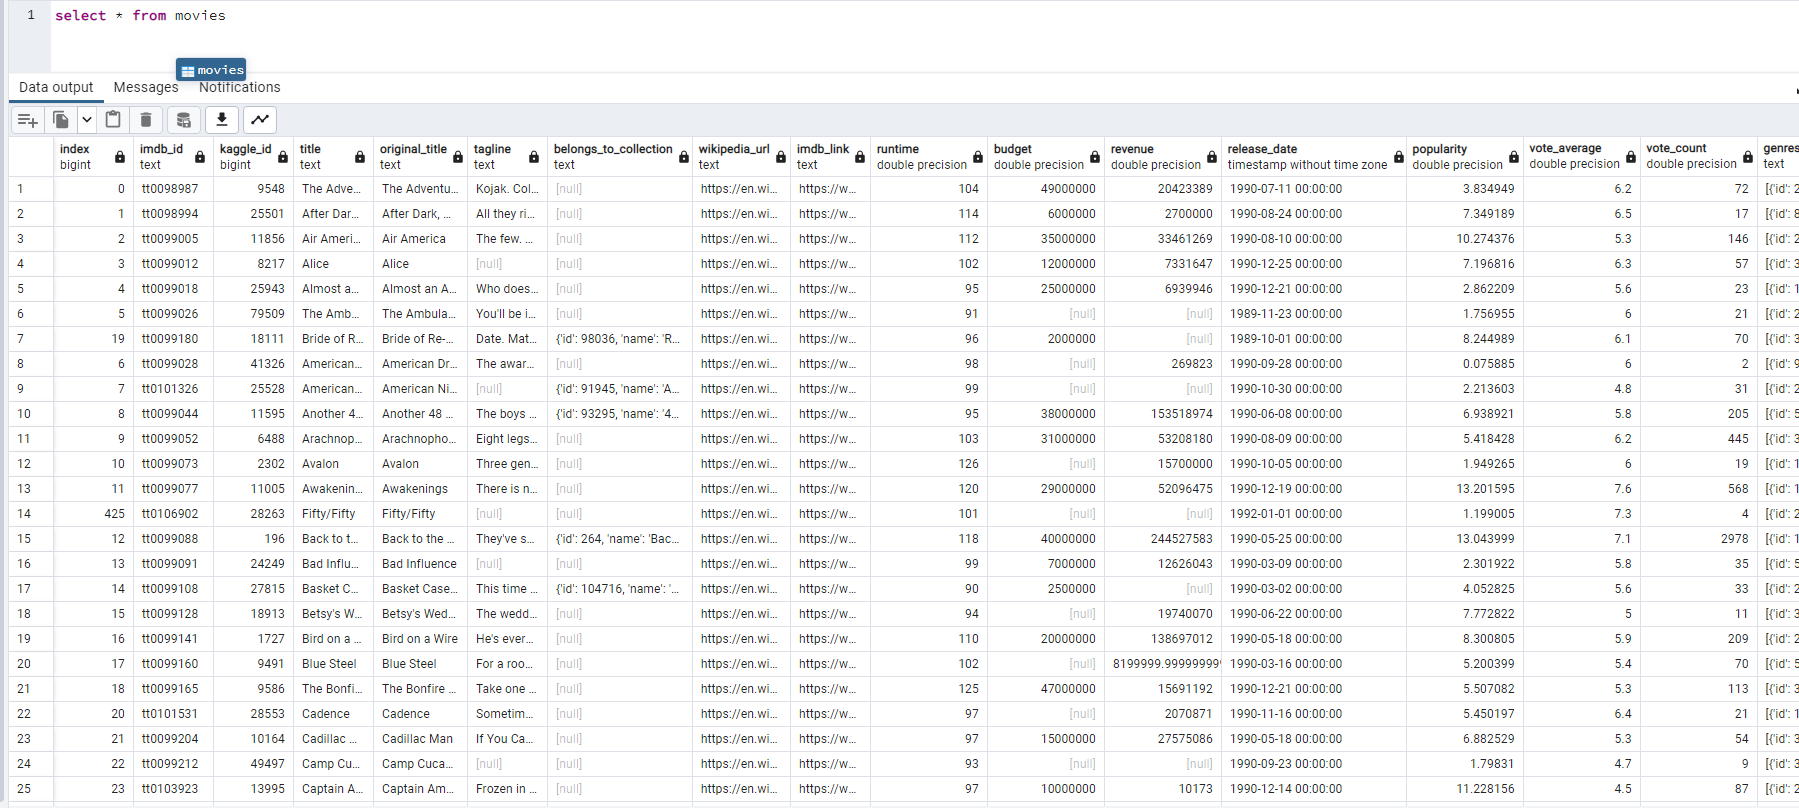 1 select * from movies
movies
Data output Messages Notifications
index imdb_id kaggle_id title original_title tagline belongs_to_collection wikipedia_url imdb_link runtime budget revenue release_date popularity vote_average vote_count genres
bigint text bigint text text text text text text double precision double precision double precision timestamp without time zone double precision double precision double precision text
1 0 tt0098987 9548 The Adve... The Adventu... Kojak. Col... [null] https://en.wi... https://w... 104 49000000 20423389 1990-07-11 00:00:00 3.834949 6.2 72 [{'id': 2
2 1 tt0098994 25501 After Dar... After Dark, ... All they ri... [null] https://en.wi... https://w... 114 6000000 2700000 1990-08-24 00:00:00 7.349189 6.5 17 [{'id': 8
3 2 tt0099005 11856 Air Ameri... Air America The few. ... [null] https://en.wi... https://w... 112 35000000 33461269 1990-08-10 00:00:00 10.274376 5.3 146 [{'id': 2
4 3 tt0099012 8217 Alice Alice [null] [null] https://en.wi... https://w... 102 12000000 7331647 1990-12-25 00:00:00 7.196816 6.3 57 [{'id': 3
5 4 tt0099018 25943 Almost a... Almost an A... Who does... [null] https://en.wi... https://w... 95 25000000 6939946 1990-12-21 00:00:00 2.862209 5.6 23 [{'id': 1
6 5 tt0099026 79509 The Amb... The Ambula... You'll be i... [null] https://en.wi... https://w... 91 [null] [null] 1989-11-23 00:00:00 1.756955 6 21 [{'id': 2
7 19 tt0099180 18111 Bride of R... Bride of Re-... Date. Mat... {'id': 98036, 'name': 'R... https://en.wi... https://w... 96 2000000 [null] 1989-10-01 00:00:00 8.244989 6.1 70 [{'id': 3
8 6 tt0099028 41326 American... American Dr... The awar... [null] https://en.wi... https://w... 98 [null] 269823 1990-09-28 00:00:00 0.075885 6 2 [{'id': 9
9 7 tt0101326 25528 American... American Ni... [null] {'id': 91945, 'name': 'A... https://en.wi... https://w... 99 [null] [null] 1990-10-30 00:00:00 2.213603 4.8 31 [{'id': 2
10 8 tt0099044 11595 Another 4... Another 48 ... The boys ... {'id': 93295, 'name': '4... https://en.wi... https://w... 95 38000000 153518974 1990-06-08 00:00:00 6.938921 5.8 205 [{'id': 5
11 9 tt0099052 6488 Arachnop... Arachnopho... Eight legs... [null] https://en.wi... https://w... 103 31000000 53208180 1990-08-09 00:00:00 5.418428 6.2 445 [{'id': 3
12 10 tt0099073 2302 Avalon Avalon Three gen... [null] https://en.wi... https://w... 126 [null] 15700000 1990-10-05 00:00:00 1.949265 6 19 [{'id': 1
13 11 tt0099077 11005 Awakenin... Awakenings There is n... [null] https://en.wi... https://w... 120 29000000 52096475 1990-12-19 00:00:00 13.201595 7.6 568 [{'id': 1
14 425 tt0106902 28263 Fifty/Fifty Fifty/Fifty [null] [null] https://en.wi... https://w... 101 [null] [null] 1992-01-01 00:00:00 1.199005 7.3 4 [{'id': 2
15 12 tt0099088 196 Back to t... Back to the ... They've s... {'id': 264, 'name': 'Bac... https://en.wi... https://w... 118 40000000 244527583 1990-05-25 00:00:00 13.043999 7.1 2978 [{'id': 1
16 13 tt0099091 24249 Bad Influ... Bad Influence [null] [null] https://en.wi... https://w... 99 7000000 12626043 1990-03-09 00:00:00 2.301922 5.8 35 [{'id': 5
17 14 tt0099108 27815 Basket C... Basket Case... This time ... {'id': 104716, 'name': '... https://en.wi... https://w... 90 2500000 [null] 1990-03-02 00:00:00 4.052825 5.6 33 [{'id': 2
18 15 tt0099128 18913 Betsy's W... Betsy's Wed... The wedd... [null] https://en.wi... https://w... 94 [null] 19740070 1990-06-22 00:00:00 7.772822 5 11 [{'id': 3
19 16 tt0099141 1727 Bird on a ... Bird on a Wire He's ever... [null] https://en.wi... https://w... 110 20000000 138697012 1990-05-18 00:00:00 8.300805 5.9 209 [{'id': 2
20 17 tt0099160 9491 Blue Steel Blue Steel For a roo... [null] https://en.wi... https://w... 102 [null] 8199999.99999999 1990-03-16 00:00:00 5.200399 5.4 70 [{'id': 5
21 18 tt0099165 9586 The Bonfi... The Bonfire ... Take one ... [null] https://en.wi... https://w... 125 47000000 15691192 1990-12-21 00:00:00 5.507082 5.3 113 [{'id': 3
22 20 tt0101531 28553 Cadence Cadence Sometim... [null] https://en.wi... https://w... 97 [null] 2070871 1990-11-16 00:00:00 5.450197 6.4 21 [{'id': 1
23 21 tt0099204 10164 Cadillac ... Cadillac Man If You Ca... [null] https://en.wi... https://w... 97 15000000 27575086 1990-05-18 00:00:00 6.882529 5.3 54 [{'id': 3
24 22 tt0099212 49497 Camp Cu... Camp Cuca... [null] [null] https://en.wi... https://w... 93 [null] [null] 1990-09-23 00:00:00 1.79831 4.7 9 [{'id': 3
25 23 tt0103923 13995 Captain A... Captain Am... Frozen in ... [null] https://en.wi... https://w... 97 10000000 10173 1990-12-14 00:00:00 11.228156 4.5 87 [{'id': 2